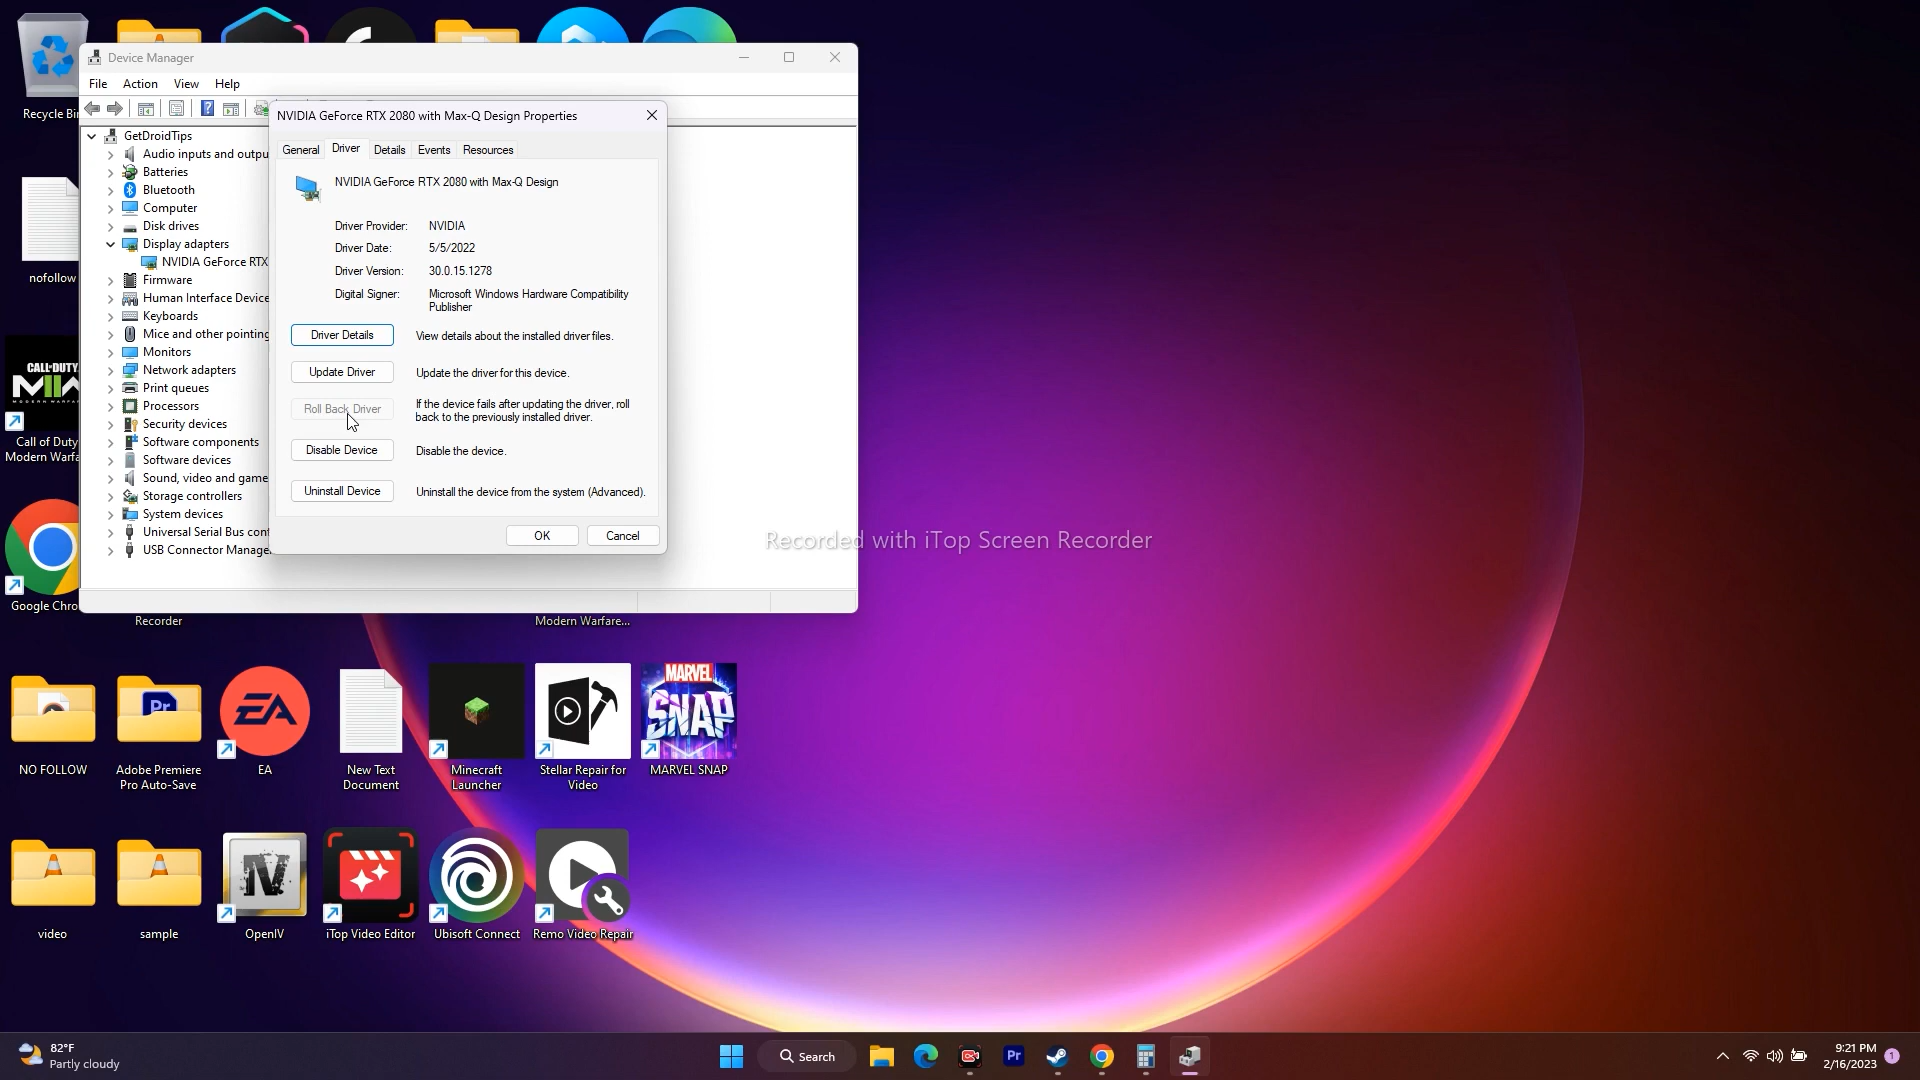 Recycle Bin
nofollow
CALL OF DUTY
Call of Duty
Modern Warfa
Google Chro
Device Manager
File Action View Help
GetDroidTips
Audio inputs and outpu
Batteries
Bluetooth
Computer
Disk drives
Display adapters
NVIDIA GeForce RTX
Firmware
Human Interface Device
Keyboards
Mice and other pointing
Monitors
Network adapters
Print queues
Processors
Security devices
Software components
Software devices
Sound, video and game
Storage controllers
System devices
Universal Serial Bus con
USB Connector Manage
NVIDIA GeForce RTX 2080 with Max-Q Design Properties
General Driver Details Events Resources
NVIDIA GeForce RTX 2080 with Max-Q Design
Driver Provider: NVIDIA
Driver Date: 5/5/2022
Driver Version: 30.0.15.1278
Digital Signer: Microsoft Windows Hardware Compatibility
Publisher
Driver Details View details about the installed driver files.
Update Driver Update the driver for this device.
Roll Back Driver If the device fails after updating the driver, roll
back to the previously installed driver.
Disable Device Disable the device.
Uninstall Device Uninstall the device from the system (Advanced).
OK Cancel
Recorded with iTop Screen Recorder
Recorder
Modern Warfare...
Pr
EA
MARVEL
SNAP
NO FOLLOW
Adobe Premiere
Pro Auto-Save
EA
New Text
Document
Minecraft
Launcher
Stellar Repair for
Video
MARVEL SNAP
IV
video
sample
OpenIV
iTop Video Editor
Ubisoft Connect
Remo Video Repair
82°F
Partly cloudy
Search
Pr
9:21 PM
2/16/2023
1